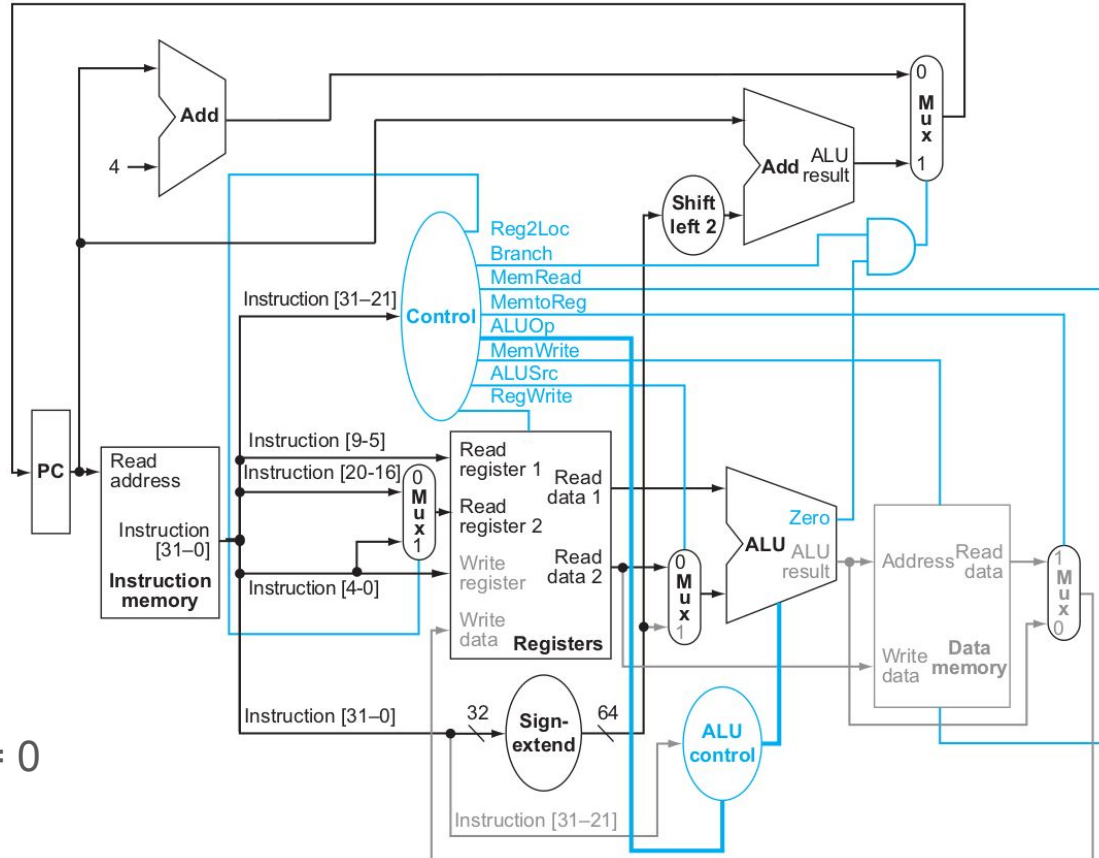 0
M
u
x
1
Add
4
Add
ALU
result
Shift
left 2
Reg2Loc
Branch
MemRead
MemtoReg
ALUOp
MemWrite
ALUSrc
RegWrite
Control
Instruction [31–21]
PC
Read
address
Instruction
[31–0]
Instruction
memory
Instruction [9-5]
Instruction [20-16]
Instruction [4-0]
0
M
u
x
1
Read
register 1
Read
register 2
Write
register
Write
data
Read
data 1
Read
data 2
Registers
0
M
u
x
1
Zero
ALU
ALU
result
Address
Read
data
Write
data
Data
memory
1
M
u
x
0
Instruction [31–0]
32
Sign-
extend
64
ALU
control
Instruction [31–21]
= 0